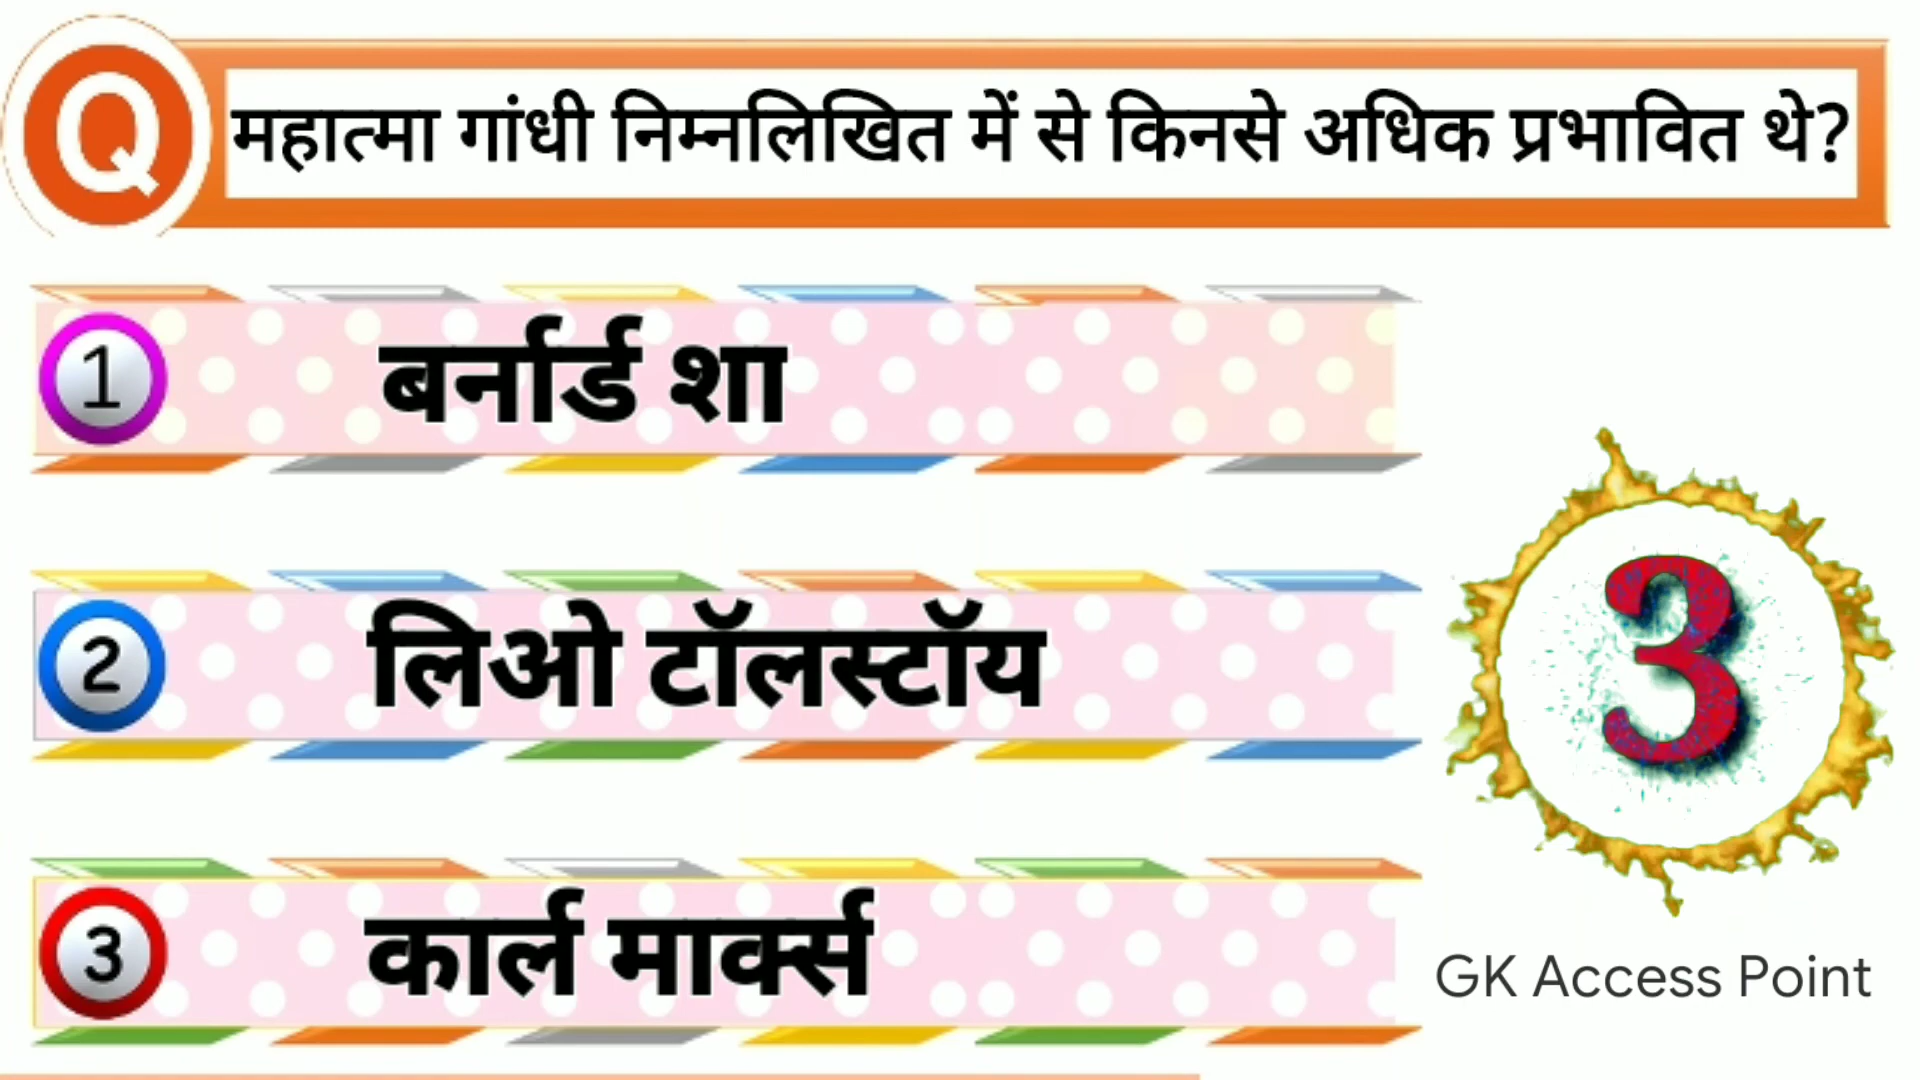 Q महात्मा गांधी निम्नलिखित में से किनसे अधिक प्रभावित थे?
1 बर्नार्ड शा
2 लिओ टॉलस्टॉय
3
3 कार्ल मार्क्स
GK Access Point